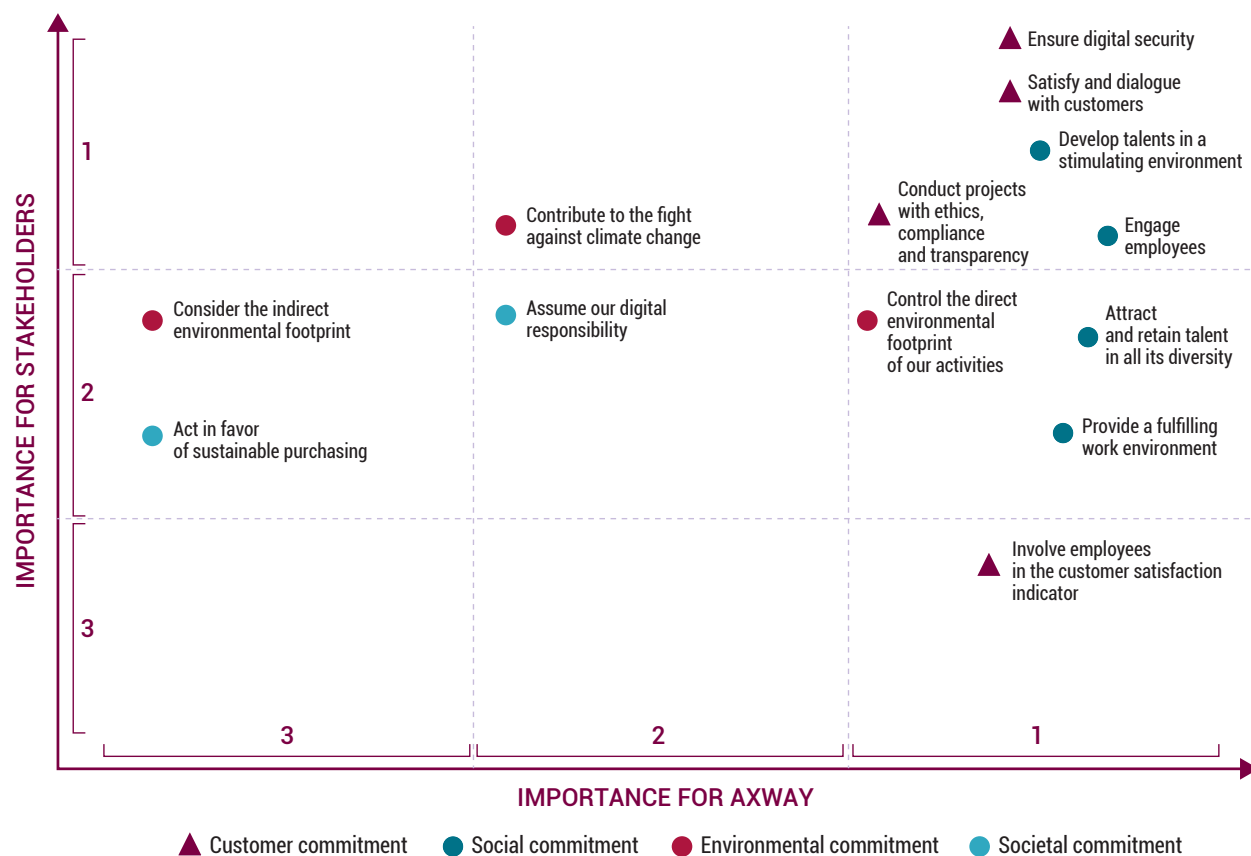 Ensure digital security
Satisfy and dialogue
with customers
Develop talents in a
stimulating environment
1
Conduct projects
with ethics,
compliance
and transparency
Contribute to the fight
against climate change
Engage
employees
IMPORTANCE FOR STAKEHOLDERS
Consider the indirect
environmental footprint
Assume our digital
responsibility
Control the direct
environmental
footprint
of our activities
Attract
and retain talent
in all its diversity
2
Act in favor
of sustainable purchasing
Provide a fulfilling
work environment
Involve employees
in the customer satisfaction
indicator
3
3
2
1
IMPORTANCE FOR AXWAY
Customer commitment
Social commitment
Environmental commitment
Societal commitment